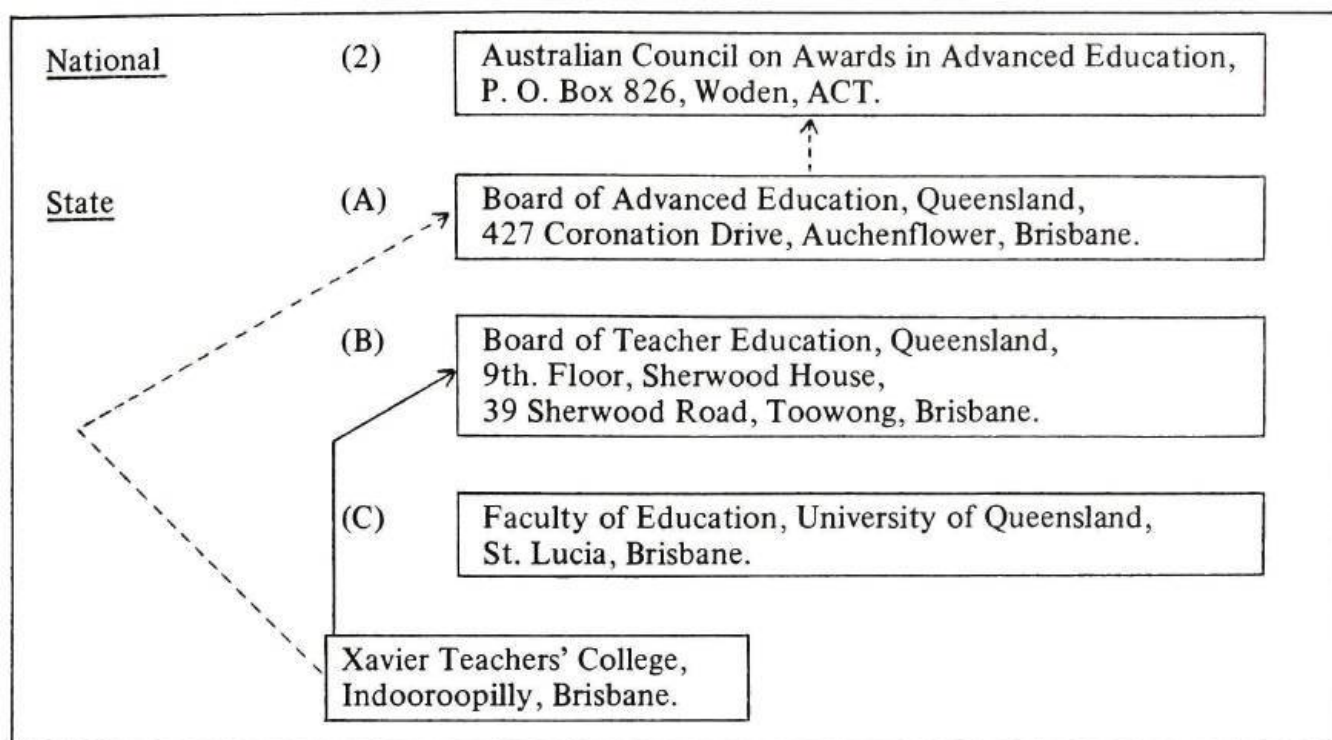 National (2) Australian Council on Awards in Advanced Education,
P. O. Box 826, Woden, ACT.
State (A) Board of Advanced Education, Queensland,
427 Coronation Drive, Auchenflower, Brisbane.
(B) Board of Teacher Education, Queensland,
9th. Floor, Sherwood House,
39 Sherwood Road, Toowong, Brisbane.
(C) Faculty of Education, University of Queensland,
St. Lucia, Brisbane.
Xavier Teachers’ College,
Indooroopilly, Brisbane.